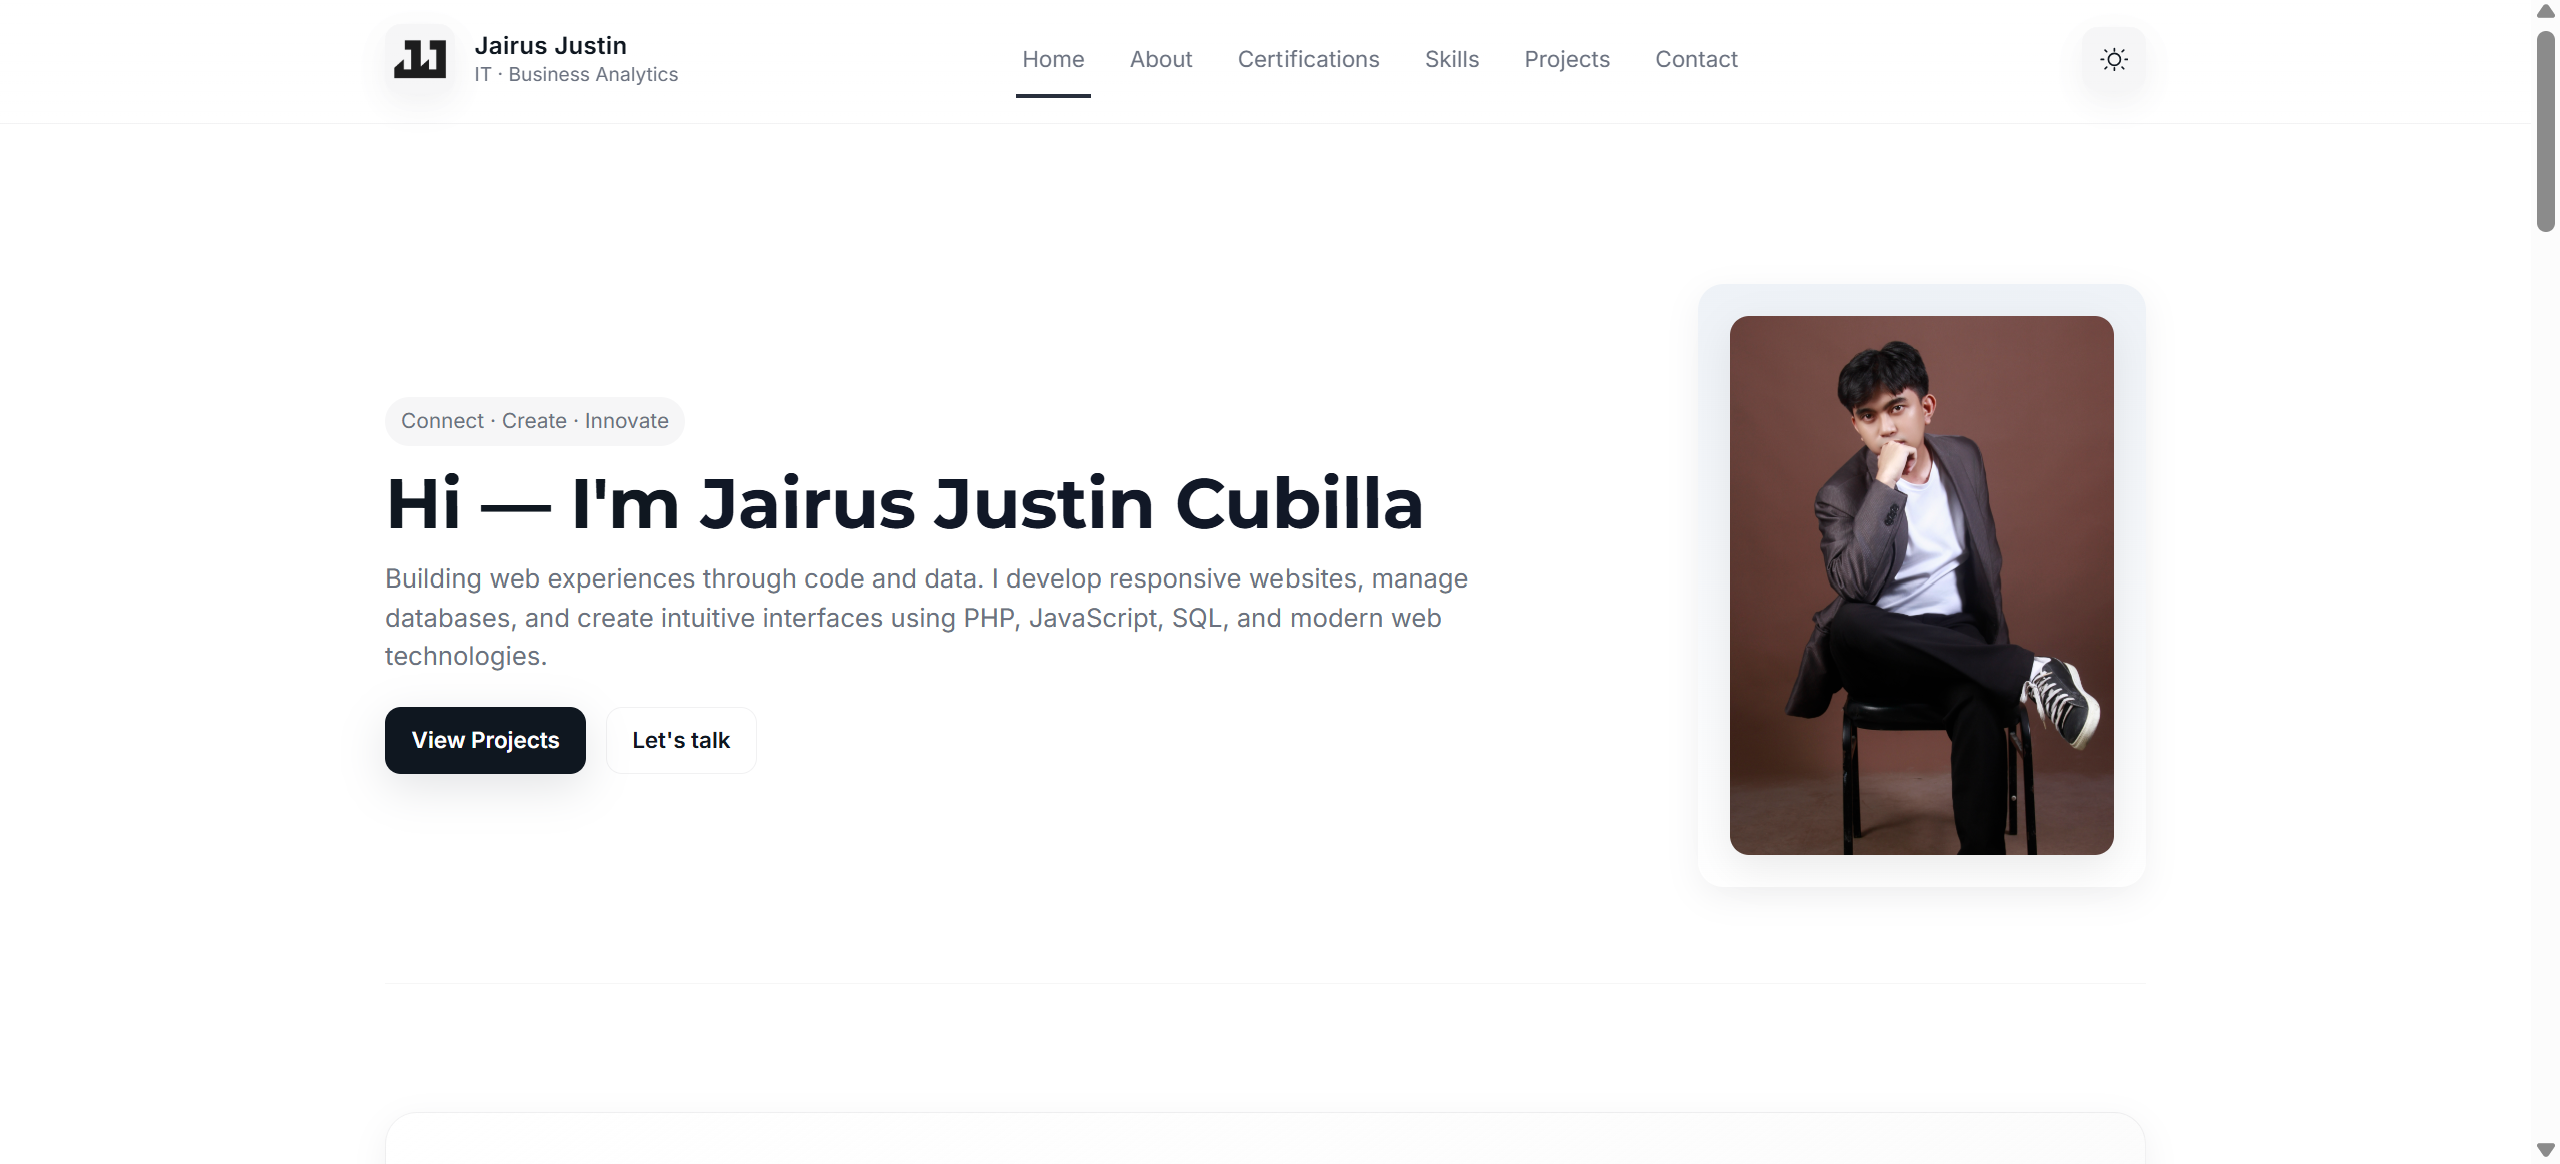 Jairus Justin
IT · Business Analytics
Home
About
Certifications
Skills
Projects
Contact
Connect · Create · Innovate
Hi — I'm Jairus Justin Cubilla
Building web experiences through code and data. I develop responsive websites, manage
databases, and create intuitive interfaces using PHP, JavaScript, SQL, and modern web
technologies.
View Projects
Let's talk